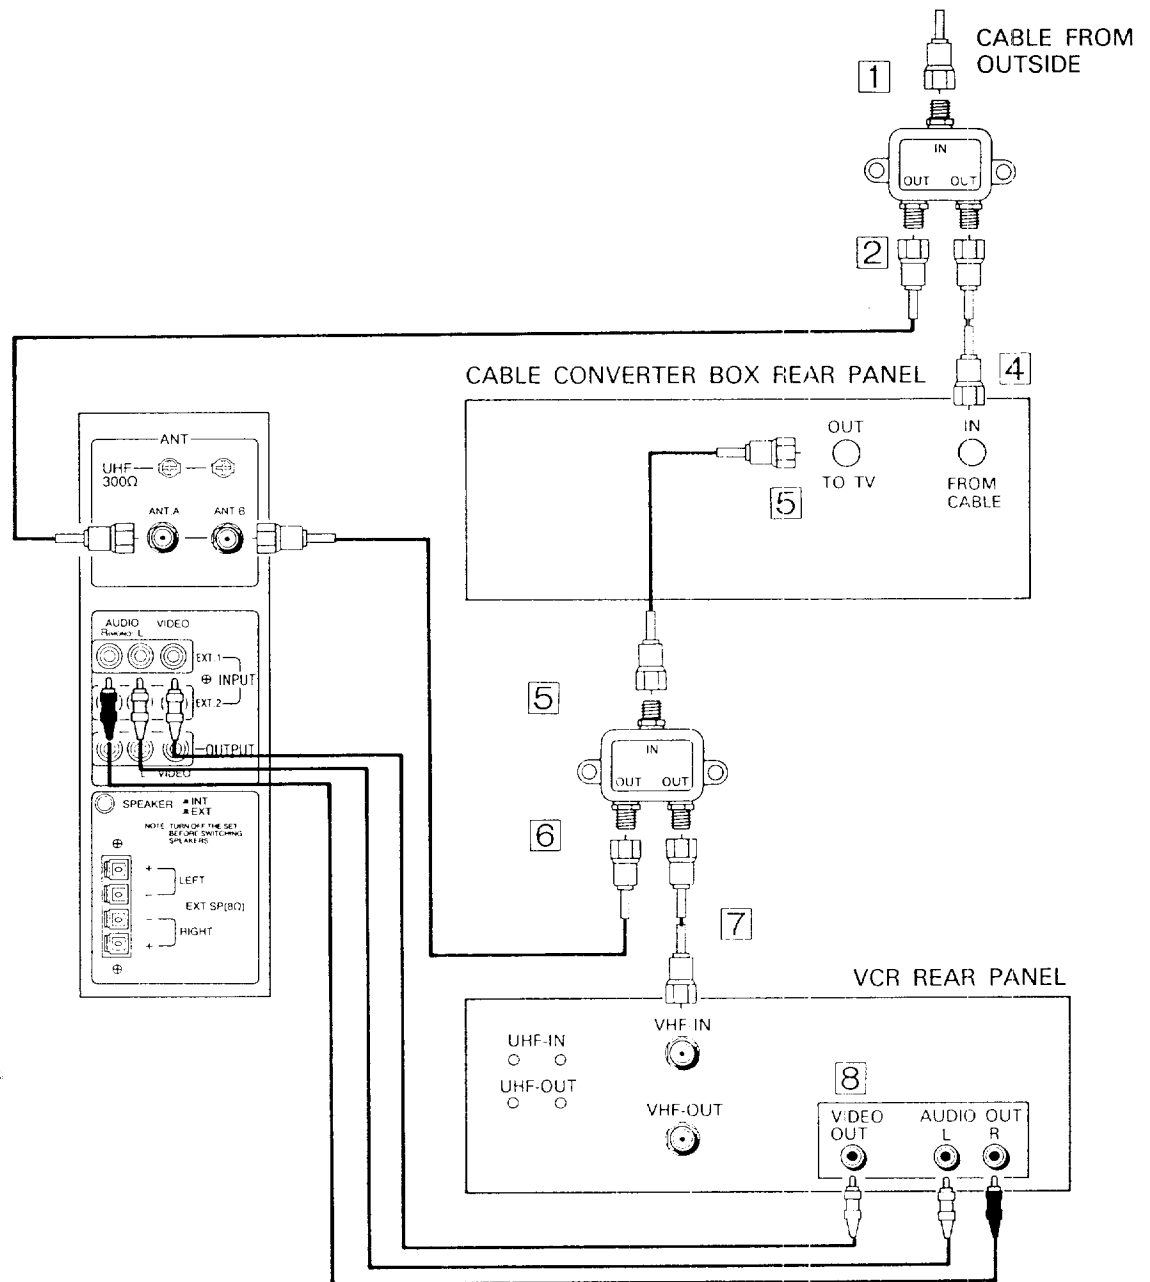 CABLE FROM
OUTSIDE
1
IN
OUT OUT
2
4
CABLE CONVERTER BOX REAR PANEL
OUT
TO TV
IN
FROM
CABLE
5
ANT
UHF
300Ω
ANT A ANT B
AUDIO VIDEO
R(MONO) L
EXT.1
⊕ INPUT
EXT.2
OUTPUT
L VIDEO
SPEAKER INT
EXT
NOTE TURN OFF THE SET
BEFORE SWITCHING
SPEAKERS
+
LEFT
−
EXT SP(8Ω)
−
RIGHT
+
5
IN
OUT OUT
6
7
VCR REAR PANEL
UHF-IN
UHF-OUT
VHF-IN
VHF-OUT
8
VIDEO
OUT
AUDIO OUT
L R